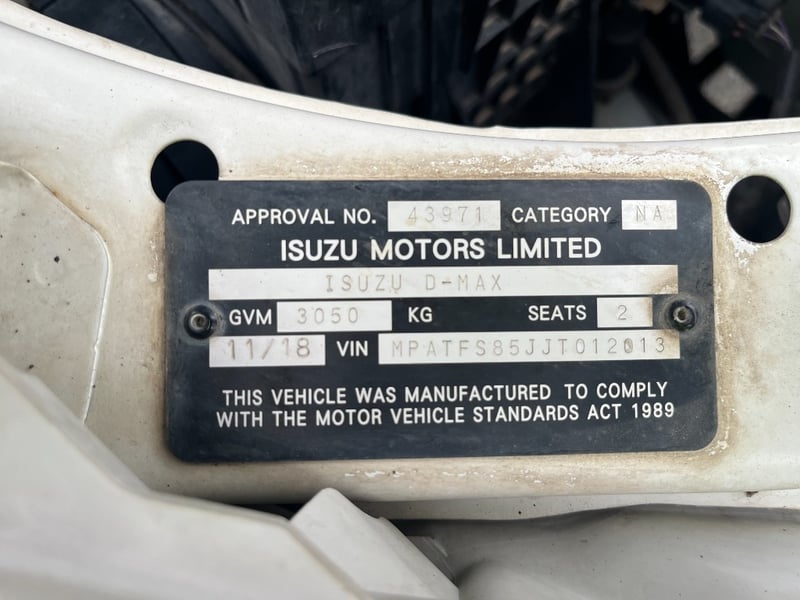 APPROVAL NO. 43971 CATEGORY NA
ISUZU MOTORS LIMITED
ISUZU D-MAX
GVM 3050 KG SEATS 2
11/18 VIN MPATFS85JJT012013
THIS VEHICLE WAS MANUFACTURED TO COMPLY
WITH THE MOTOR VEHICLE STANDARDS ACT 1989